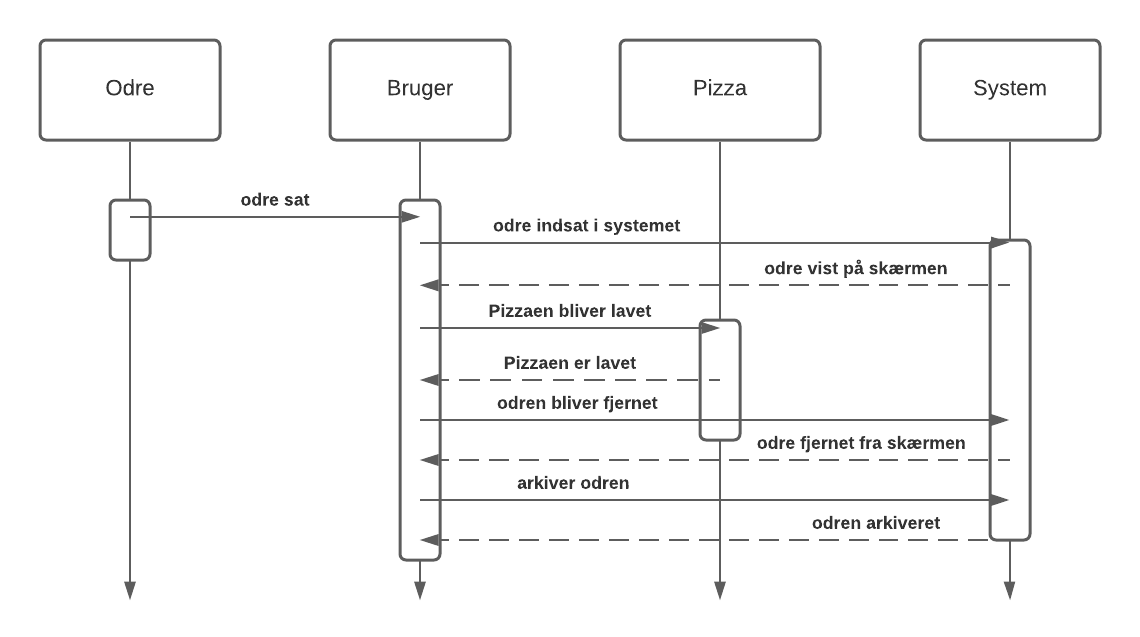 Odre
Bruger
Pizza
System
odre sat
odre indsat i systemet
odre vist på skærmen
Pizzaen bliver lavet
Pizzaen er lavet
odren bliver fjernet
odre fjernet fra skærmen
arkiver odren
odren arkiveret